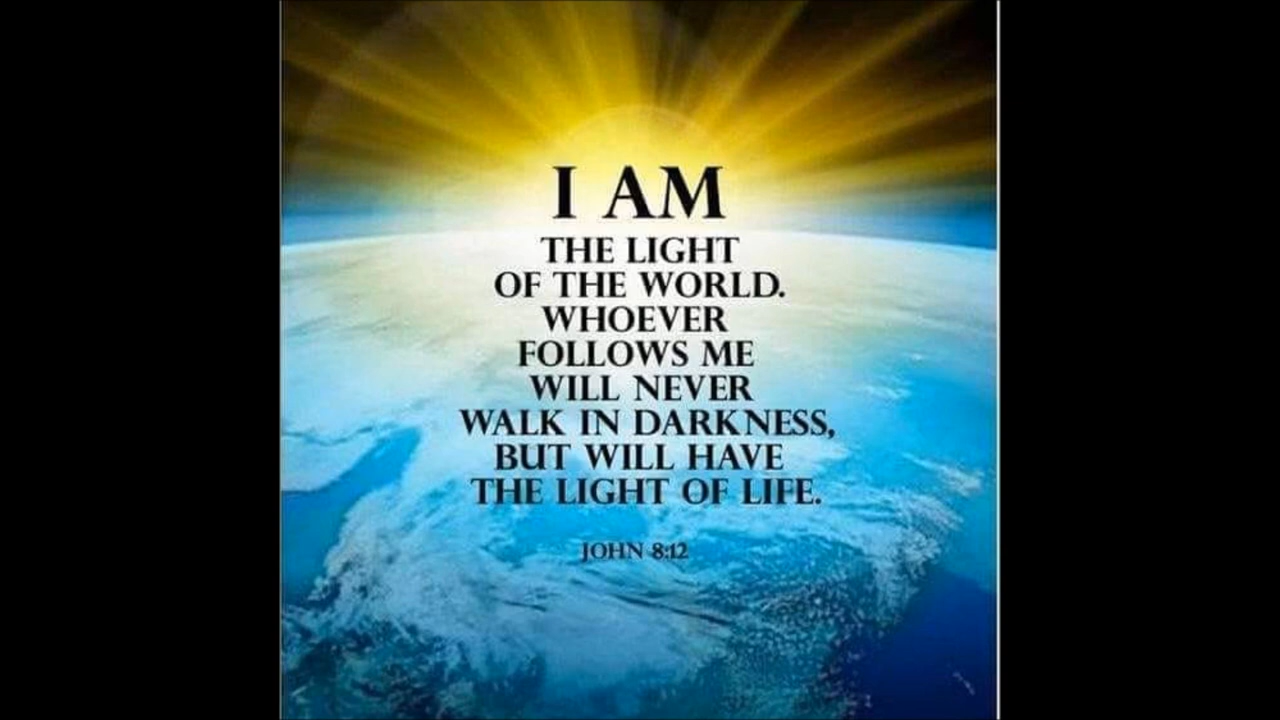 I AM
THE LIGHT
OF THE WORLD.
WHOEVER
FOLLOWS ME
WILL NEVER
WALK IN DARKNESS,
BUT WILL HAVE
THE LIGHT OF LIFE.
JOHN 8:12